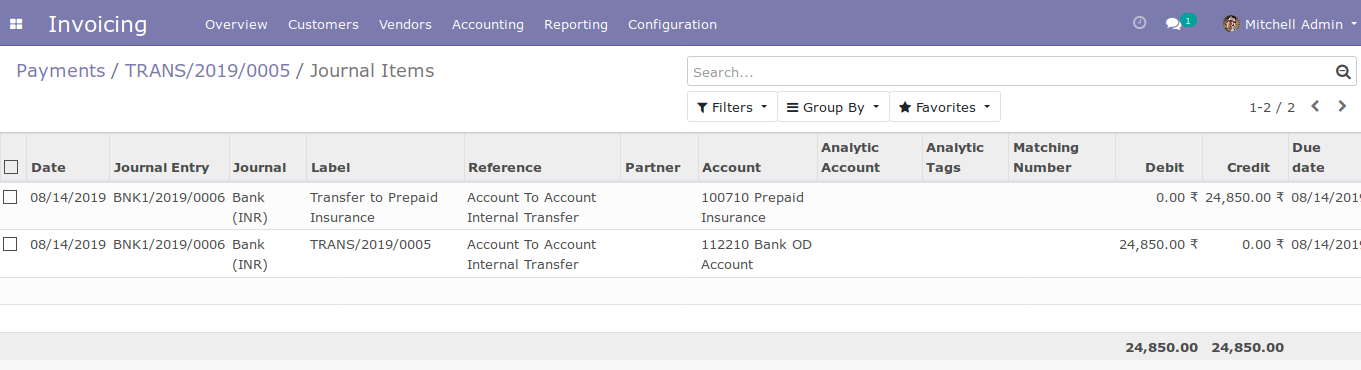 Invoicing Overview Customers Vendors Accounting Reporting Configuration 1 Mitchell Admin
Payments / TRANS/2019/0005 / Journal Items
Search...
Filters Group By Favorites 1-2 / 2
Date Journal Entry Journal Label Reference Partner Account Analytic Account Analytic Tags Matching Number Debit Credit Due date
08/14/2019 BNK1/2019/0006 Bank (INR) Transfer to Prepaid Insurance Account To Account Internal Transfer 100710 Prepaid Insurance 0.00 ₹ 24,850.00 ₹ 08/14/201
08/14/2019 BNK1/2019/0006 Bank (INR) TRANS/2019/0005 Account To Account Internal Transfer 112210 Bank OD Account 24,850.00 ₹ 0.00 ₹ 08/14/201
24,850.00 24,850.00